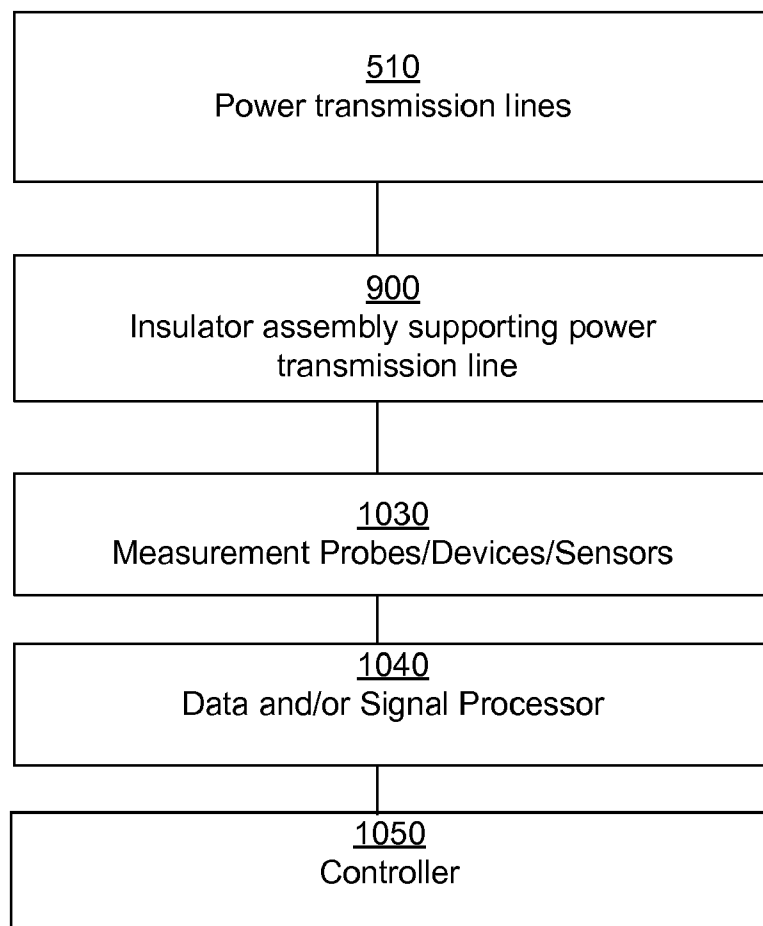 510
Power transmission lines
900
Insulator assembly supporting power
transmission line
1030
Measurement Probes/Devices/Sensors
1040
Data and/or Signal Processor
1050
Controller